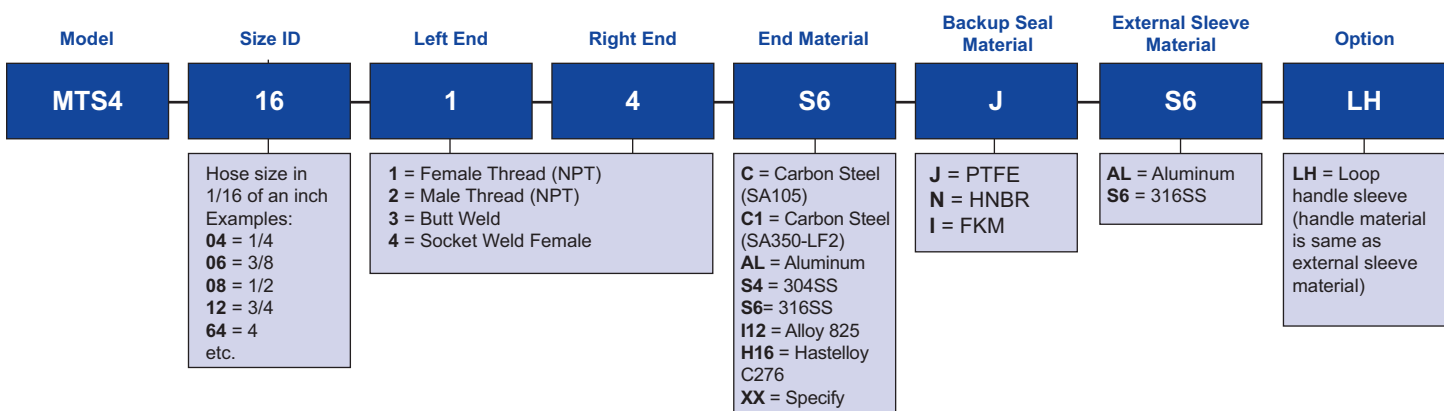 Model
Size ID
Left End
Right End
End Material
Backup Seal
Material
External Sleeve
Material
Option
MTS4
16
1
4
S6
J
S6
LH
Hose size in
1/16 of an inch
Examples:
04 = 1/4
06 = 3/8
08 = 1/2
12 = 3/4
64 = 4
etc.
1 = Female Thread (NPT)
2 = Male Thread (NPT)
3 = Butt Weld
4 = Socket Weld Female
C = Carbon Steel
(SA105)
C1 = Carbon Steel
(SA350-LF2)
AL = Aluminum
S4 = 304SS
S6= 316SS
I12 = Alloy 825
H16 = Hastelloy
C276
XX = Specify
J = PTFE
N = HNBR
I = FKM
AL = Aluminum
S6 = 316SS
LH = Loop
handle sleeve
(handle material
is same as
external sleeve
material)